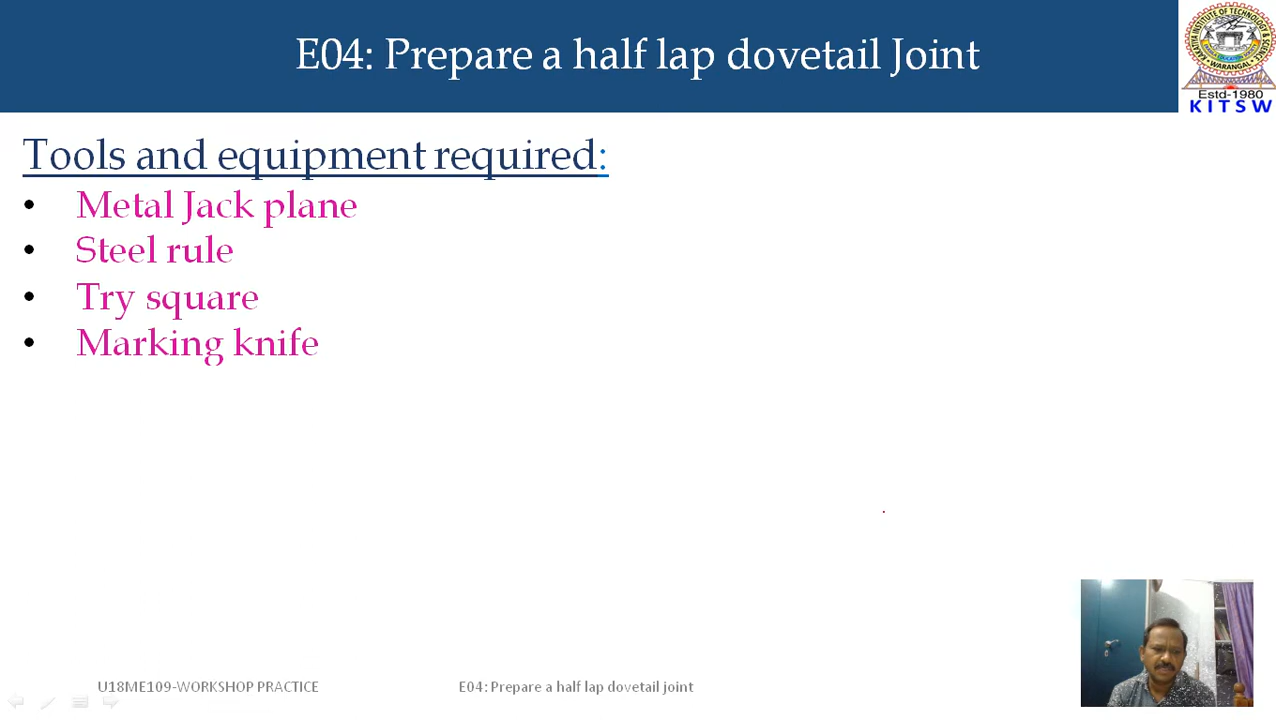 E04: Prepare a half lap dovetail Joint
Estd-1980
KITSW
Tools and equipment required:
• Metal Jack plane
• Steel rule
• Try square
• Marking knife
U18ME109-WORKSHOP PRACTICE
E04: Prepare a half lap dovetail joint